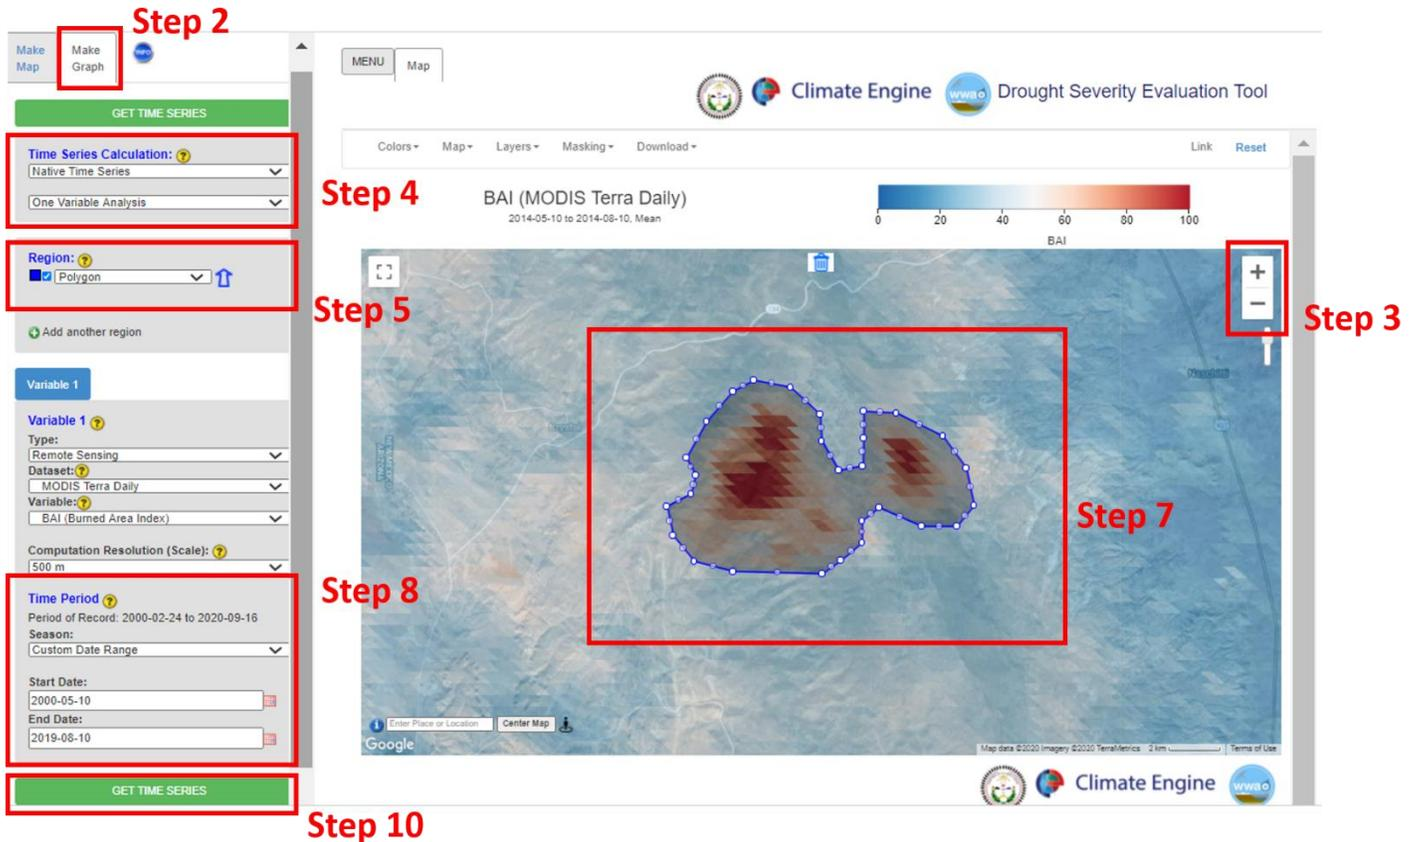 Step 2
Make Map
Make Graph
INFO
GET TIME SERIES
Time Series Calculation: ?
Native Time Series
One Variable Analysis
Step 4
Region: ?
Polygon
Step 5
Add another region
Variable 1
Variable 1 ?
Type:
Remote Sensing
Dataset: ?
MODIS Terra Daily
Variable: ?
BAI (Burned Area Index)
Computation Resolution (Scale): ?
500 m
Step 8
Time Period ?
Period of Record: 2000-02-24 to 2020-09-16
Season:
Custom Date Range
Start Date:
2000-05-10
End Date:
2019-08-10
GET TIME SERIES
Step 10
MENU
Map
Climate Engine
wwao
Drought Severity Evaluation Tool
Colors
Map
Layers
Masking
Download
Link
Reset
BAI (MODIS Terra Daily)
2014-05-10 to 2014-08-10, Mean
0 20 40 60 80 100
BAI
+
−
Step 3
Naschitti
Crystal
Step 7
Enter Place or Location
Center Map
Google
Map data ©2020 Imagery ©2020 TerraMetrics
2 km
Terms of Use
Climate Engine
wwao